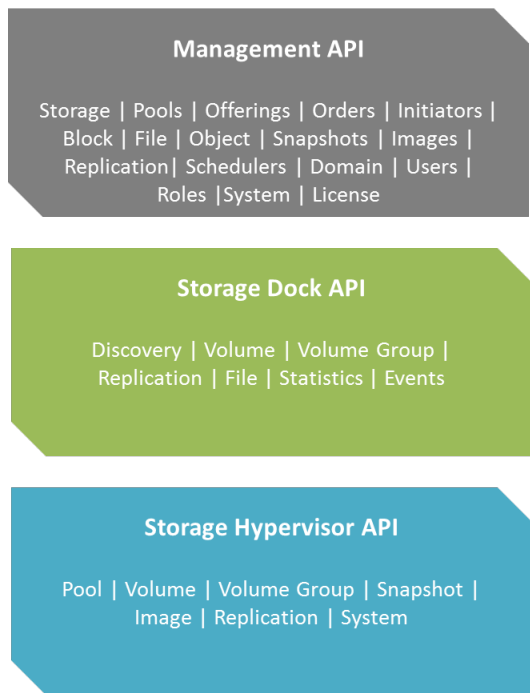 Management API
Storage | Pools | Offerings | Orders | Initiators |
Block | File | Object | Snapshots | Images |
Replication| Schedulers | Domain | Users |
Roles |System | License
Storage Dock API
Discovery | Volume | Volume Group |
Replication | File | Statistics | Events
Storage Hypervisor API
Pool | Volume | Volume Group | Snapshot |
Image | Replication | System